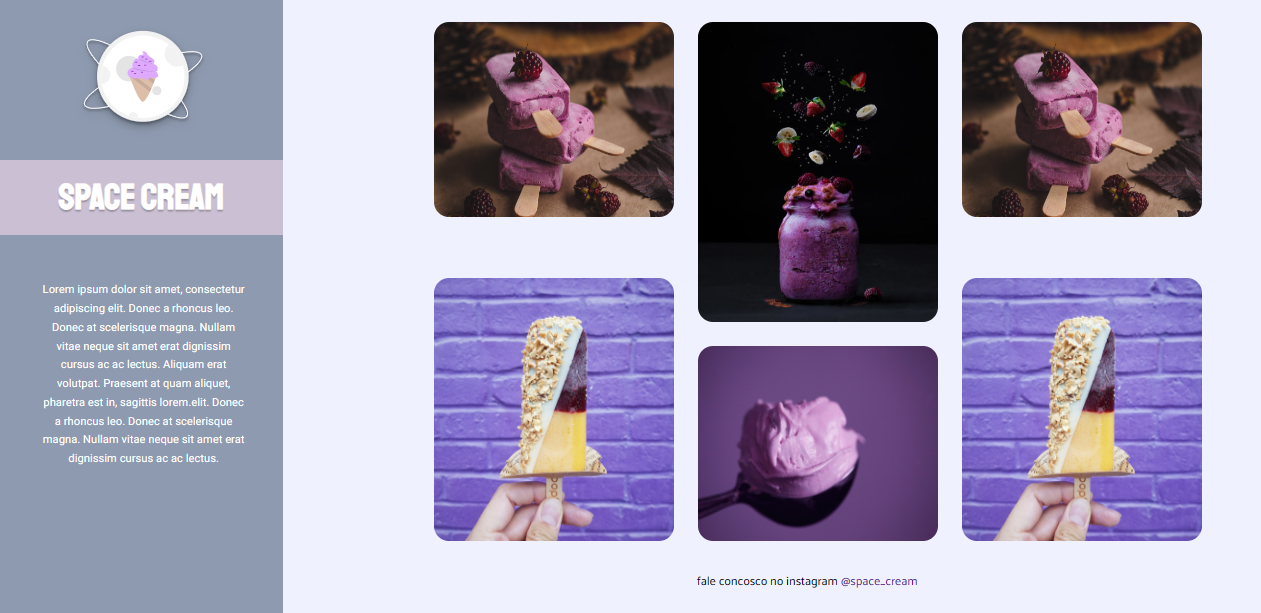 SPACE CREAM
Lorem ipsum dolor sit amet, consectetur
adipiscing elit. Donec a rhoncus leo.
Donec at scelerisque magna. Nullam
vitae neque sit amet erat dignissim
cursus ac ac lectus. Aliquam erat
volutpat. Praesent at quam aliquet,
pharetra est in, sagittis lorem.elit. Donec
a rhoncus leo. Donec at scelerisque
magna. Nullam vitae neque sit amet erat
dignissim cursus ac ac lectus.
fale concosco no instagram @space_cream